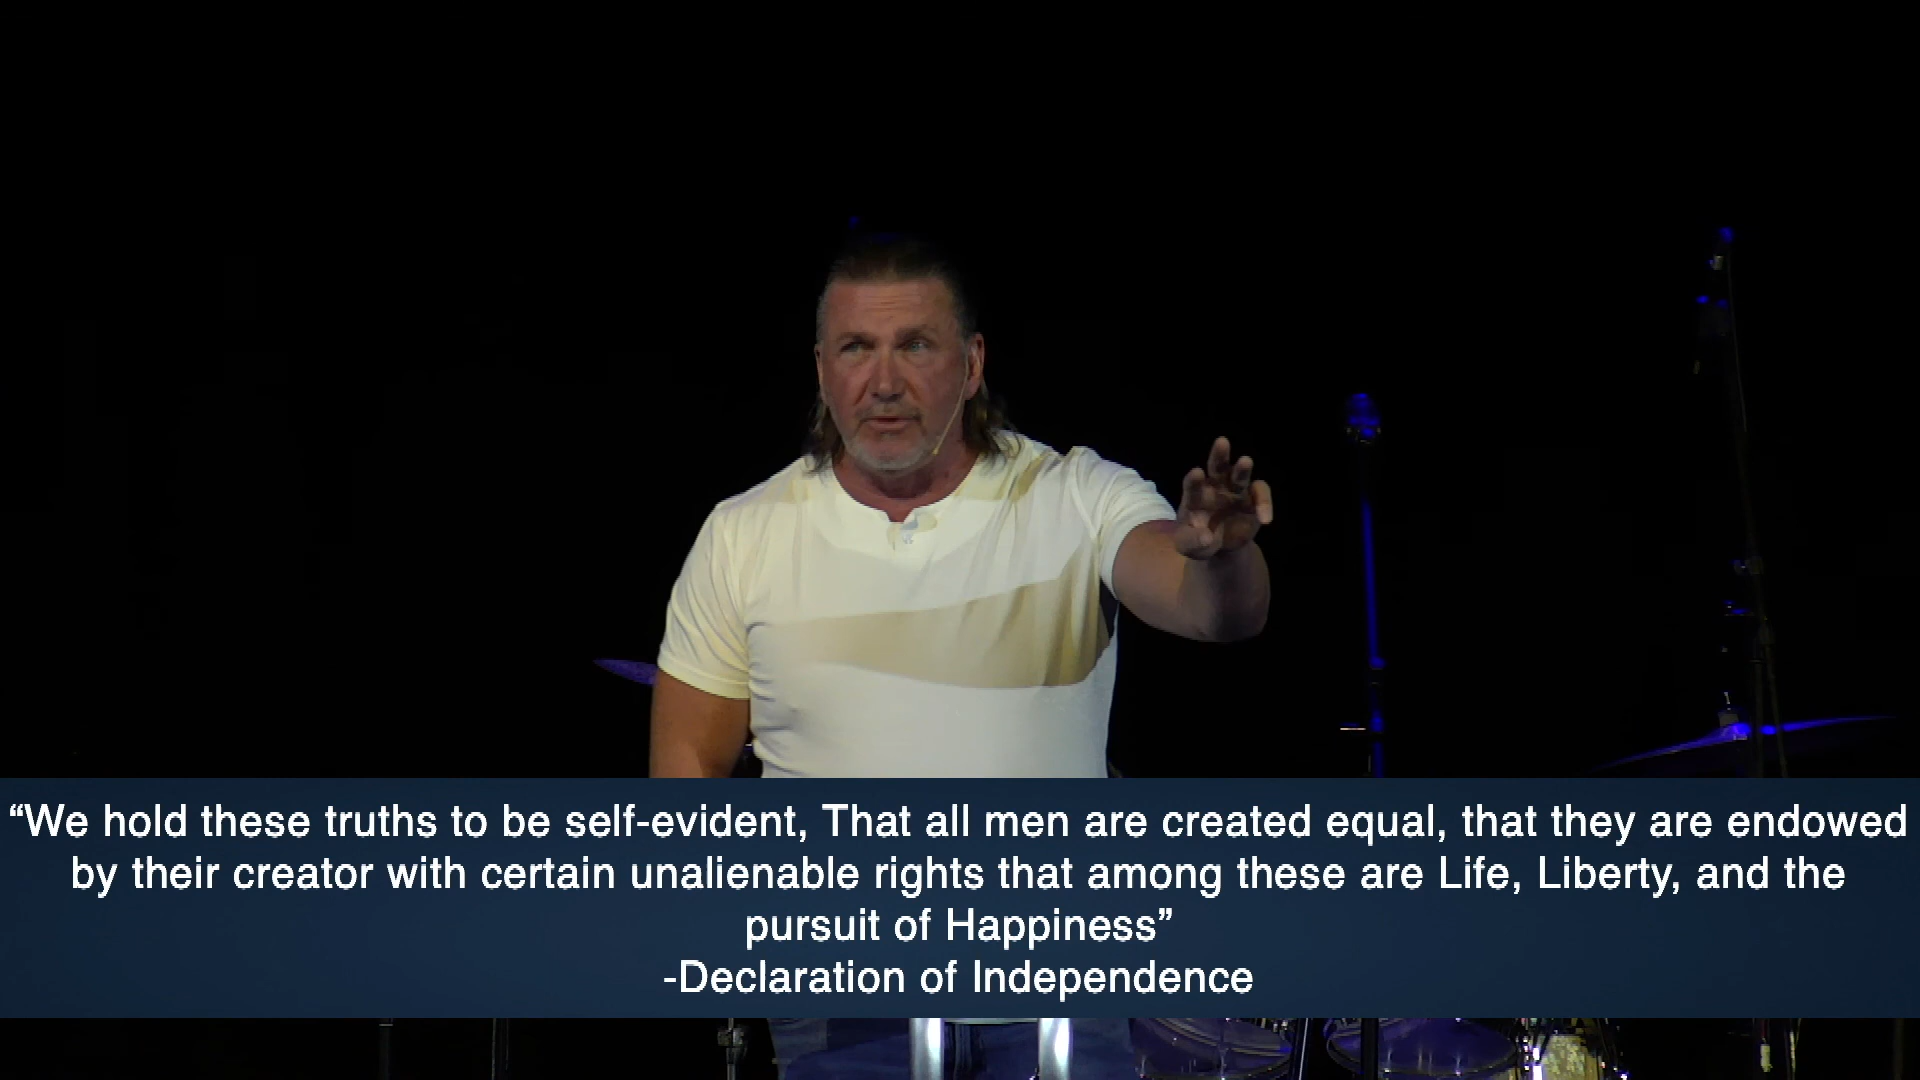 “We hold these truths to be self-evident, That all men are created equal, that they are endowed
by their creator with certain unalienable rights that among these are Life, Liberty, and the
pursuit of Happiness”
-Declaration of Independence